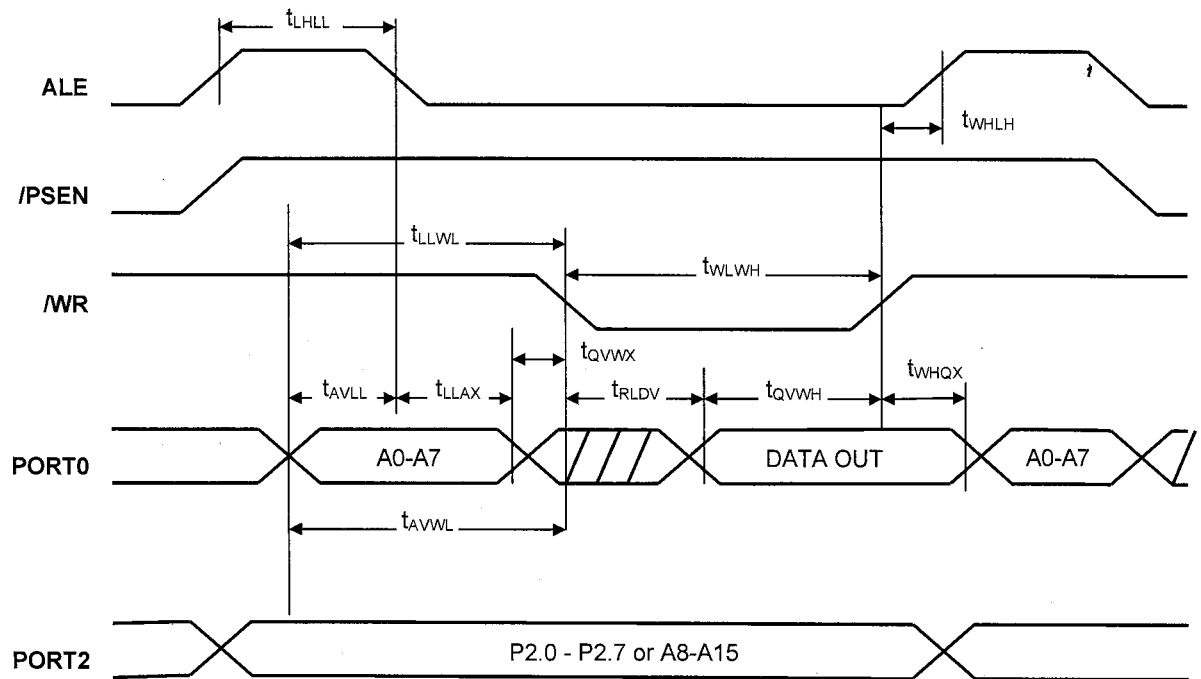 tLHLL
ALE
tWHLH
/PSEN
tLLWL
tWLWH
/WR
tQVWX
tWHQX
tAVLL
tLLAX
tRLDV
tQVWH
PORT0
A0-A7
DATA OUT
A0-A7
tAVWL
PORT2
P2.0 - P2.7 or A8-A15